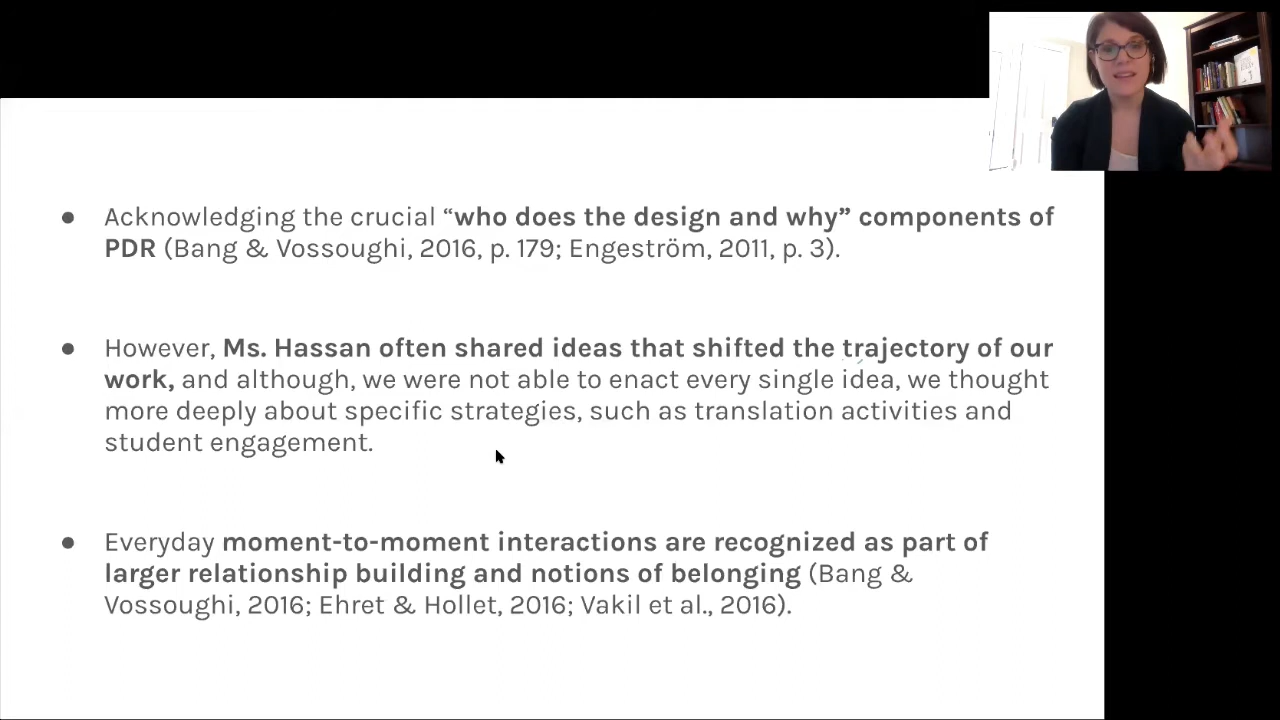 ● Acknowledging the crucial “who does the design and why” components of
PDR (Bang & Vossoughi, 2016, p. 179; Engeström, 2011, p. 3).
● However, Ms. Hassan often shared ideas that shifted the trajectory of our
work, and although, we were not able to enact every single idea, we thought
more deeply about specific strategies, such as translation activities and
student engagement.
● Everyday moment-to-moment interactions are recognized as part of
larger relationship building and notions of belonging (Bang &
Vossoughi, 2016; Ehret & Hollet, 2016; Vakil et al., 2016).